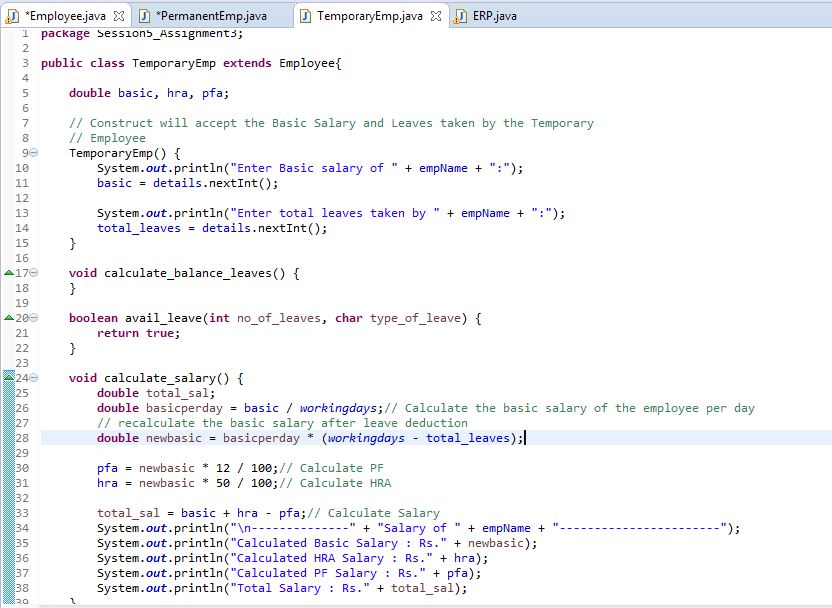 *Employee.java *PermanentEmp.java TemporaryEmp.java ERP.java
1 package Session5_Assignment3;
2
3 public class TemporaryEmp extends Employee{
4
5 double basic, hra, pfa;
6
7 // Construct will accept the Basic Salary and Leaves taken by the Temporary
8 // Employee
9 TemporaryEmp() {
10 System.out.println("Enter Basic salary of " + empName + ":");
11 basic = details.nextInt();
12
13 System.out.println("Enter total leaves taken by " + empName + ":");
14 total_leaves = details.nextInt();
15 }
16
17 void calculate_balance_leaves() {
18 }
19
20 boolean avail_leave(int no_of_leaves, char type_of_leave) {
21 return true;
22 }
23
24 void calculate_salary() {
25 double total_sal;
26 double basicperday = basic / workingdays;// Calculate the basic salary of the employee per day
27 // recalculate the basic salary after leave deduction
28 double newbasic = basicperday * (workingdays - total_leaves);
29
30 pfa = newbasic * 12 / 100;// Calculate PF
31 hra = newbasic * 50 / 100;// Calculate HRA
32
33 total_sal = basic + hra - pfa;// Calculate Salary
34 System.out.println("\n--------------" + "Salary of " + empName + "-----------------------");
35 System.out.println("Calculated Basic Salary : Rs." + newbasic);
36 System.out.println("Calculated HRA Salary : Rs." + hra);
37 System.out.println("Calculated PF Salary : Rs." + pfa);
38 System.out.println("Total Salary : Rs." + total_sal);
39 }